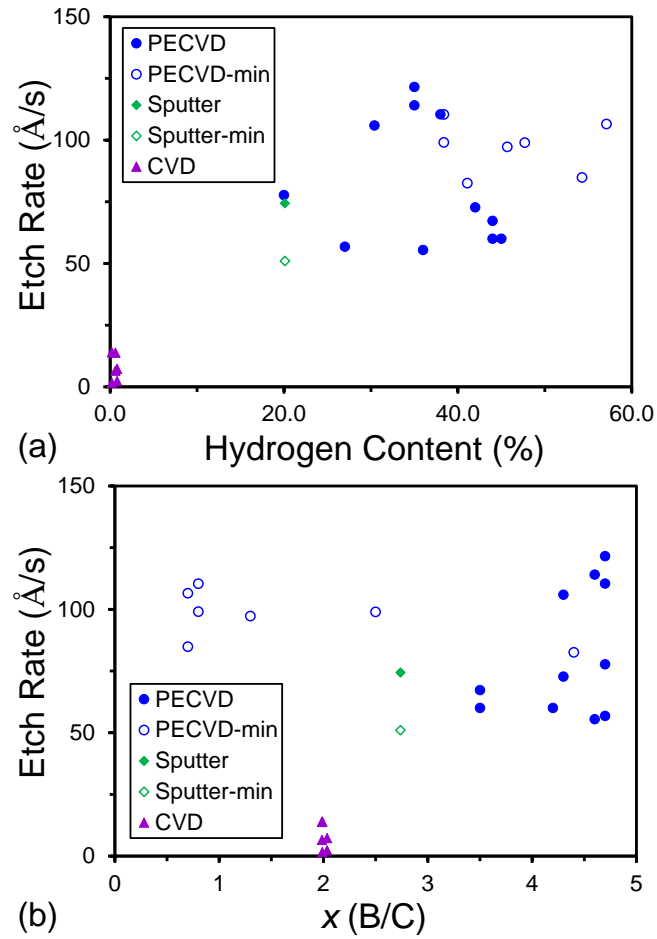 150
100
50
0
Etch Rate (Å/s)
PECVD
PECVD-min
Sputter
Sputter-min
CVD
0.0 20.0 40.0 60.0
(a) Hydrogen Content (%)
150
100
50
0
Etch Rate (Å/s)
PECVD
PECVD-min
Sputter
Sputter-min
CVD
0 1 2 3 4 5
(b) x (B/C)